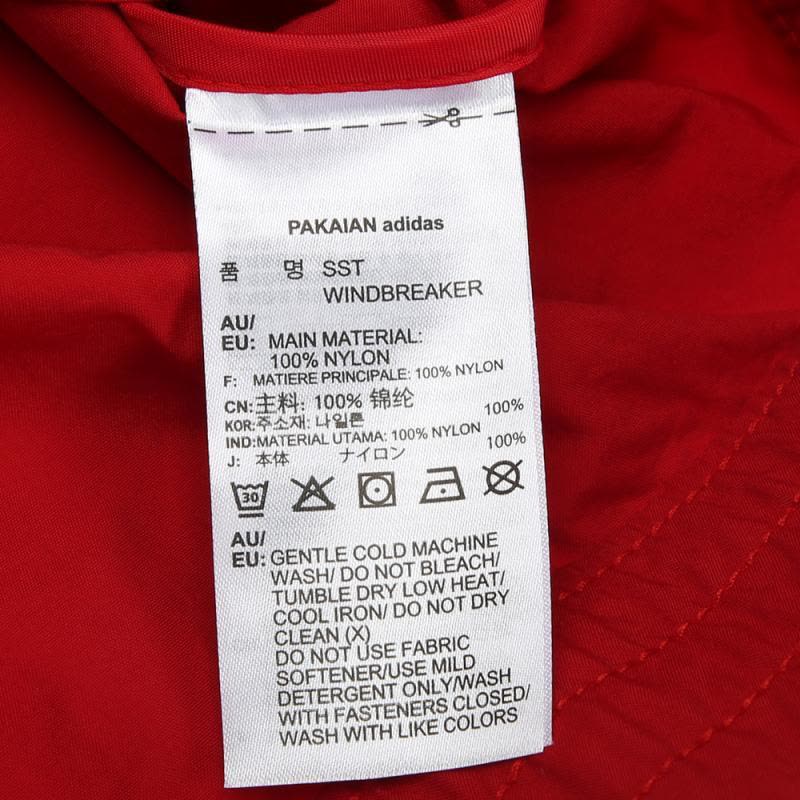 PAKAIAN adidas
품 명 SST
WINDBREAKER
AU/
EU: MAIN MATERIAL:
100% NYLON
F: MATIERE PRINCIPALE: 100% NYLON
CN:主料: 100% 锦纶
KOR:주소재: 나일론 100%
IND:MATERIAL UTAMA: 100% NYLON
J: 本体 ナイロン 100%
30
AU/
EU: GENTLE COLD MACHINE
WASH/ DO NOT BLEACH/
TUMBLE DRY LOW HEAT/
COOL IRON/ DO NOT DRY
CLEAN (X)
DO NOT USE FABRIC
SOFTENER/USE MILD
DETERGENT ONLY/WASH
WITH FASTENERS CLOSED/
WASH WITH LIKE COLORS